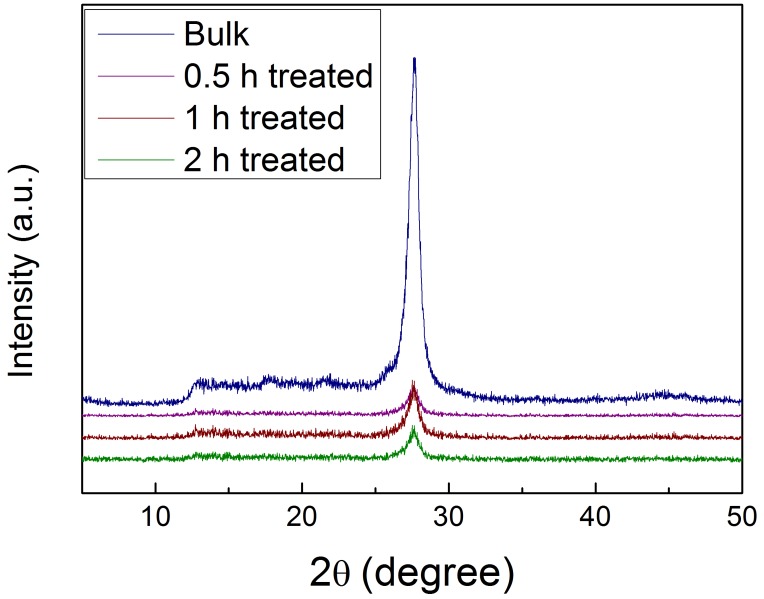 Bulk
0.5 h treated
1 h treated
2 h treated
Intensity (a.u.)
10 20 30 40 50
2θ (degree)